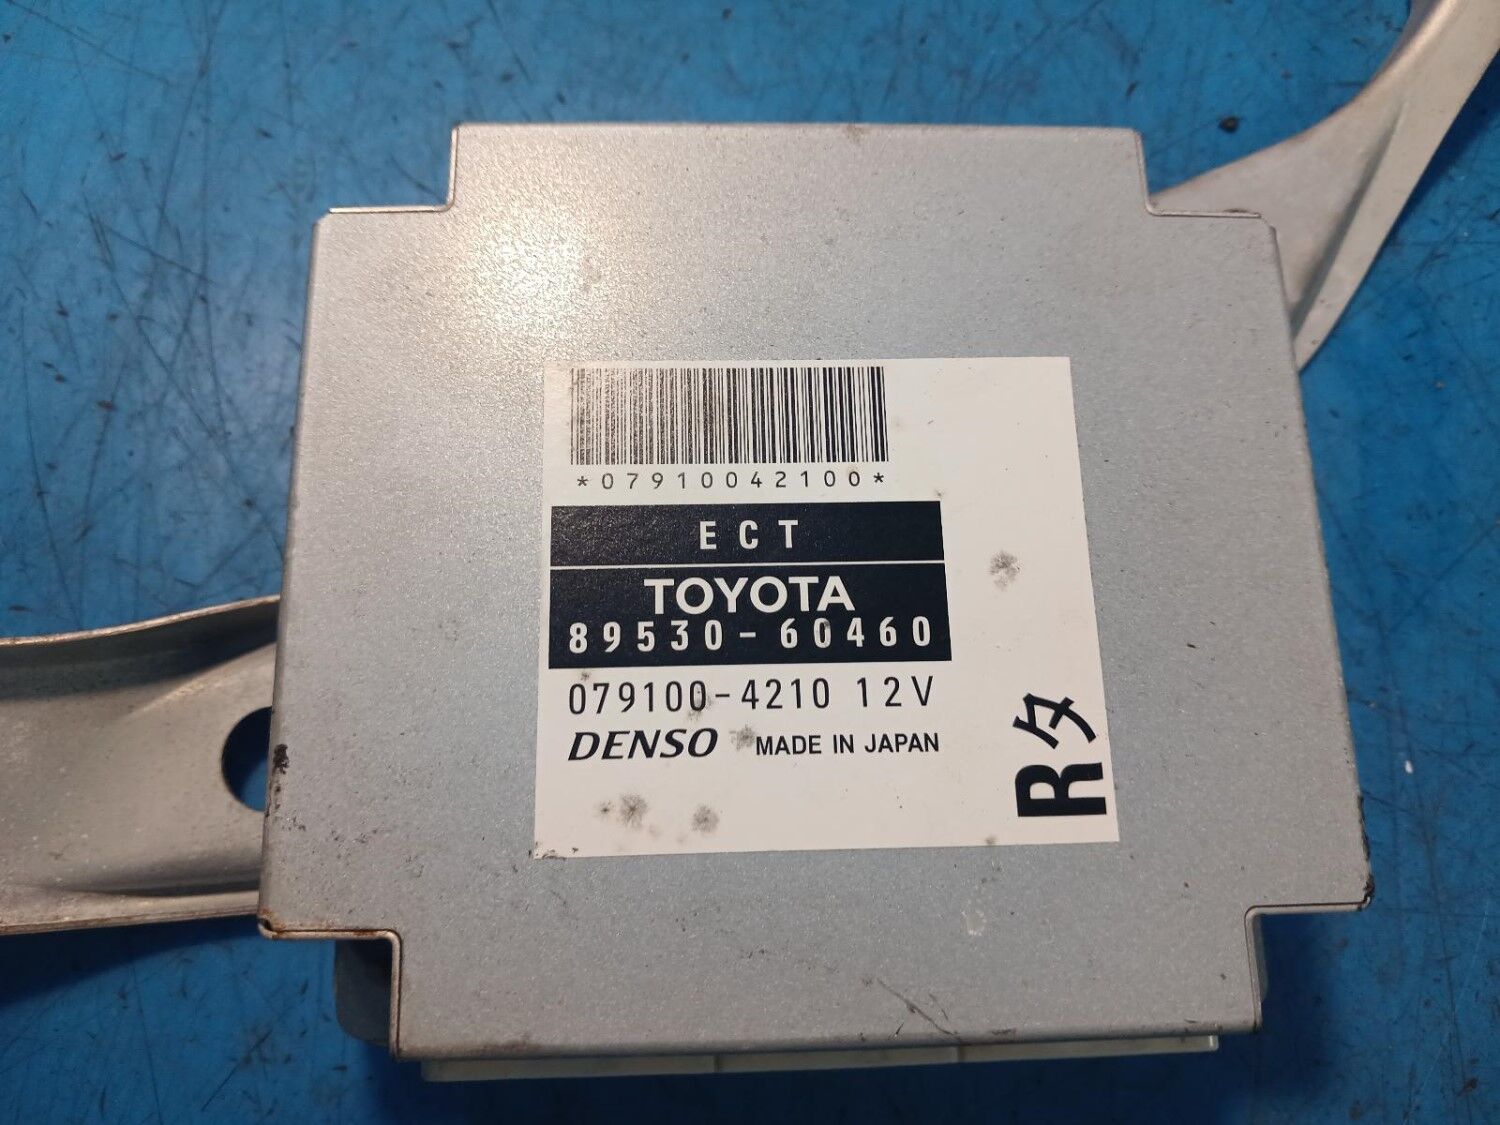 *07910042100*
ECT
TOYOTA
89530-60460
079100-4210 12V
DENSO MADE IN JAPAN
Rタ